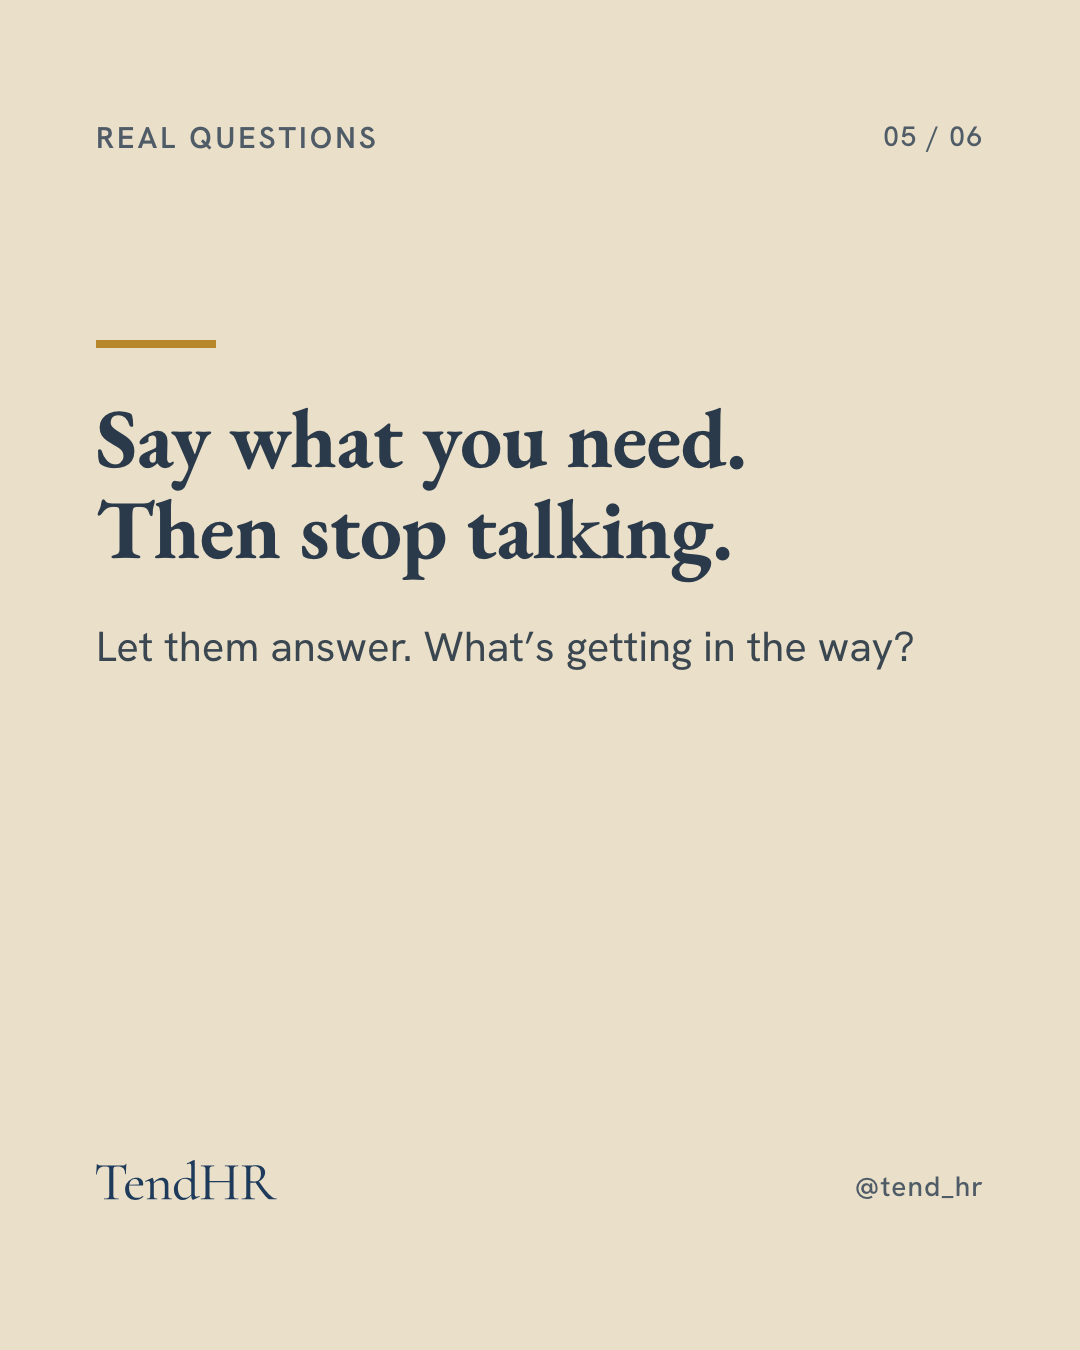 REAL QUESTIONS
05 / 06
Say what you need.
Then stop talking.
Let them answer. What’s getting in the way?
TendHR
@tend_hr